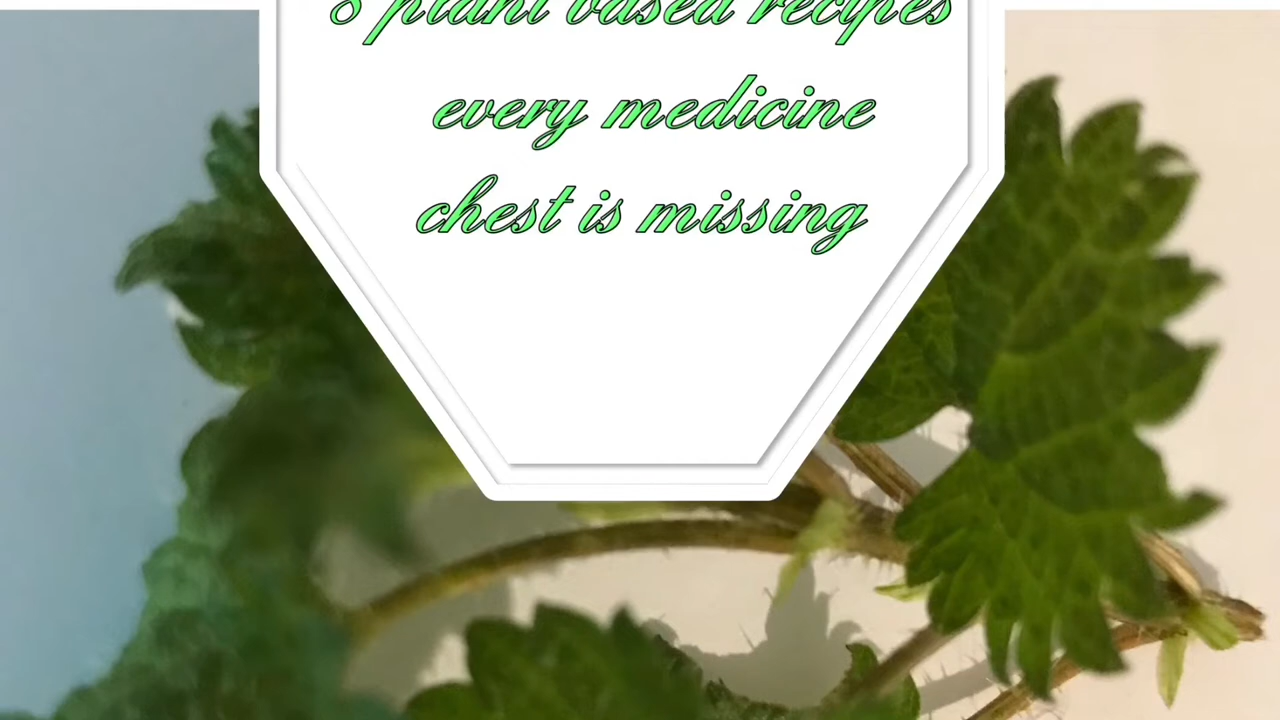 8 plant based recipes
every medicine
chest is missing